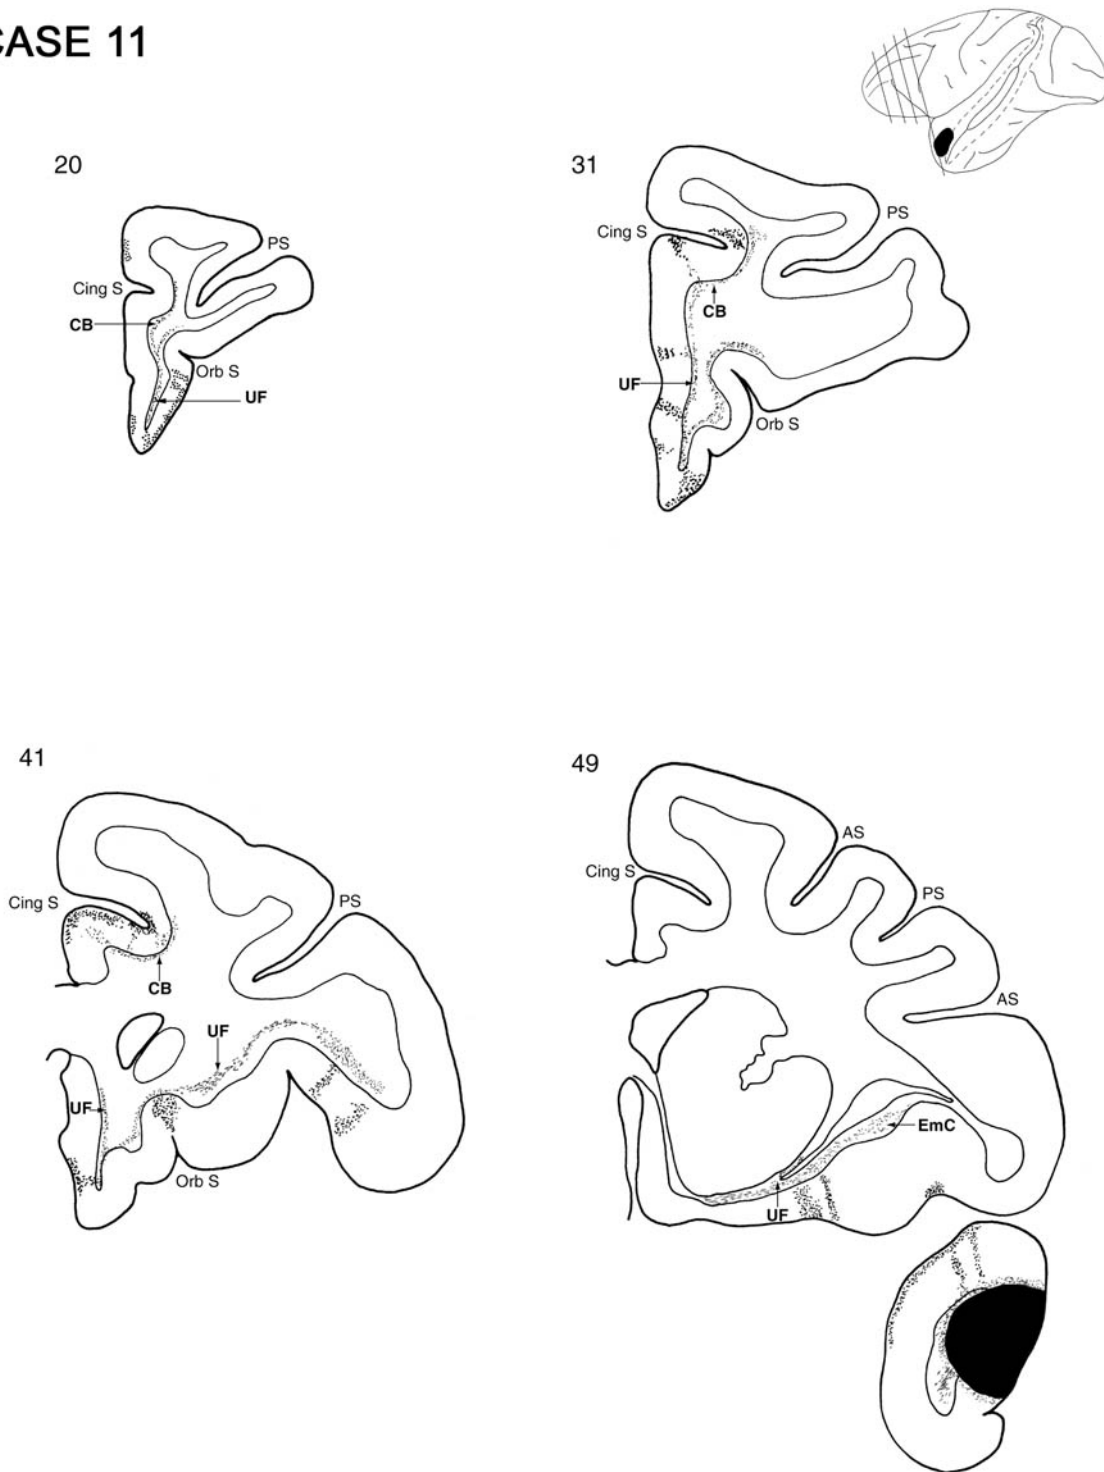 CASE 11
20
PS
Cing S
CB
Orb S
UF
31
PS
Cing S
CB
UF
Orb S
41
Cing S
PS
CB
UF
UF
Orb S
49
AS
Cing S
PS
AS
EmC
UF